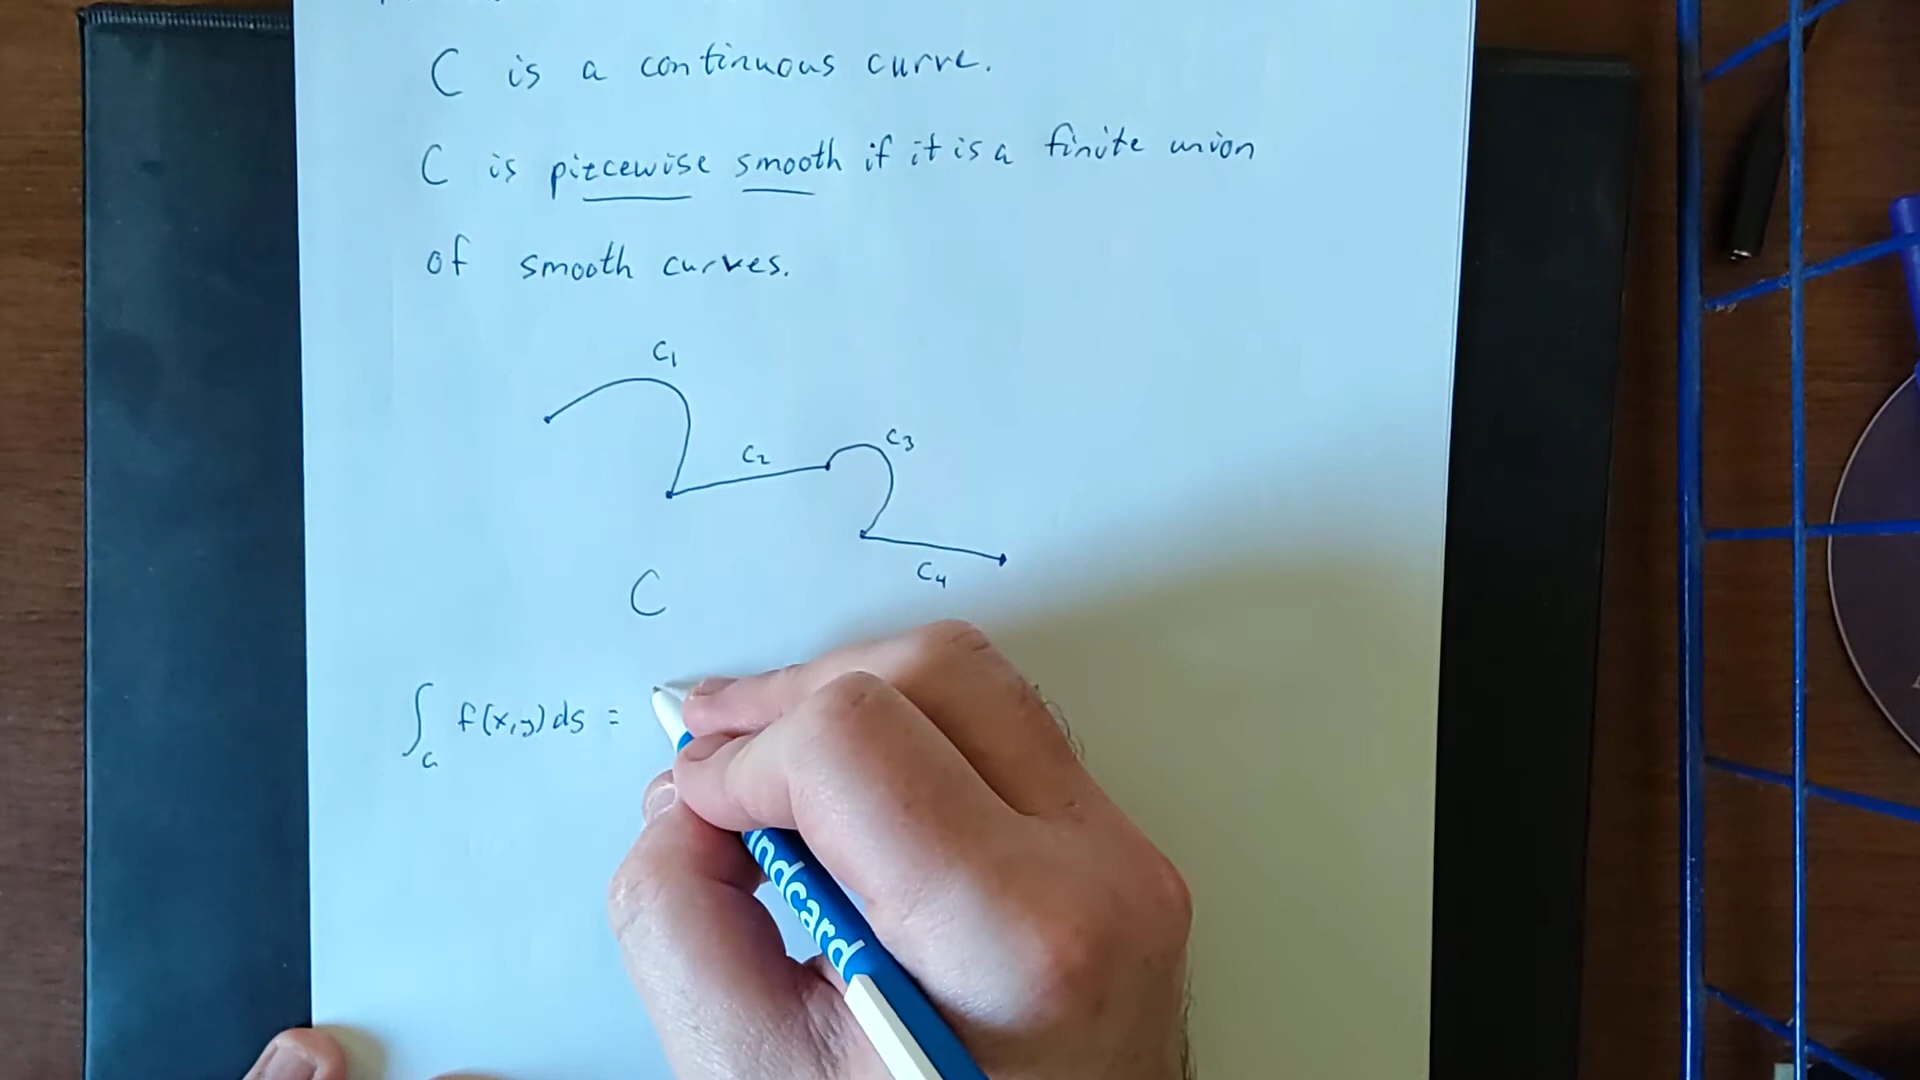 C is a continuous curve.
C is piecewise smooth if it is a finite union
of smooth curves.
C₁
C₂
C₃
C₄
C
∫_C f(x,y) ds =
ndcard